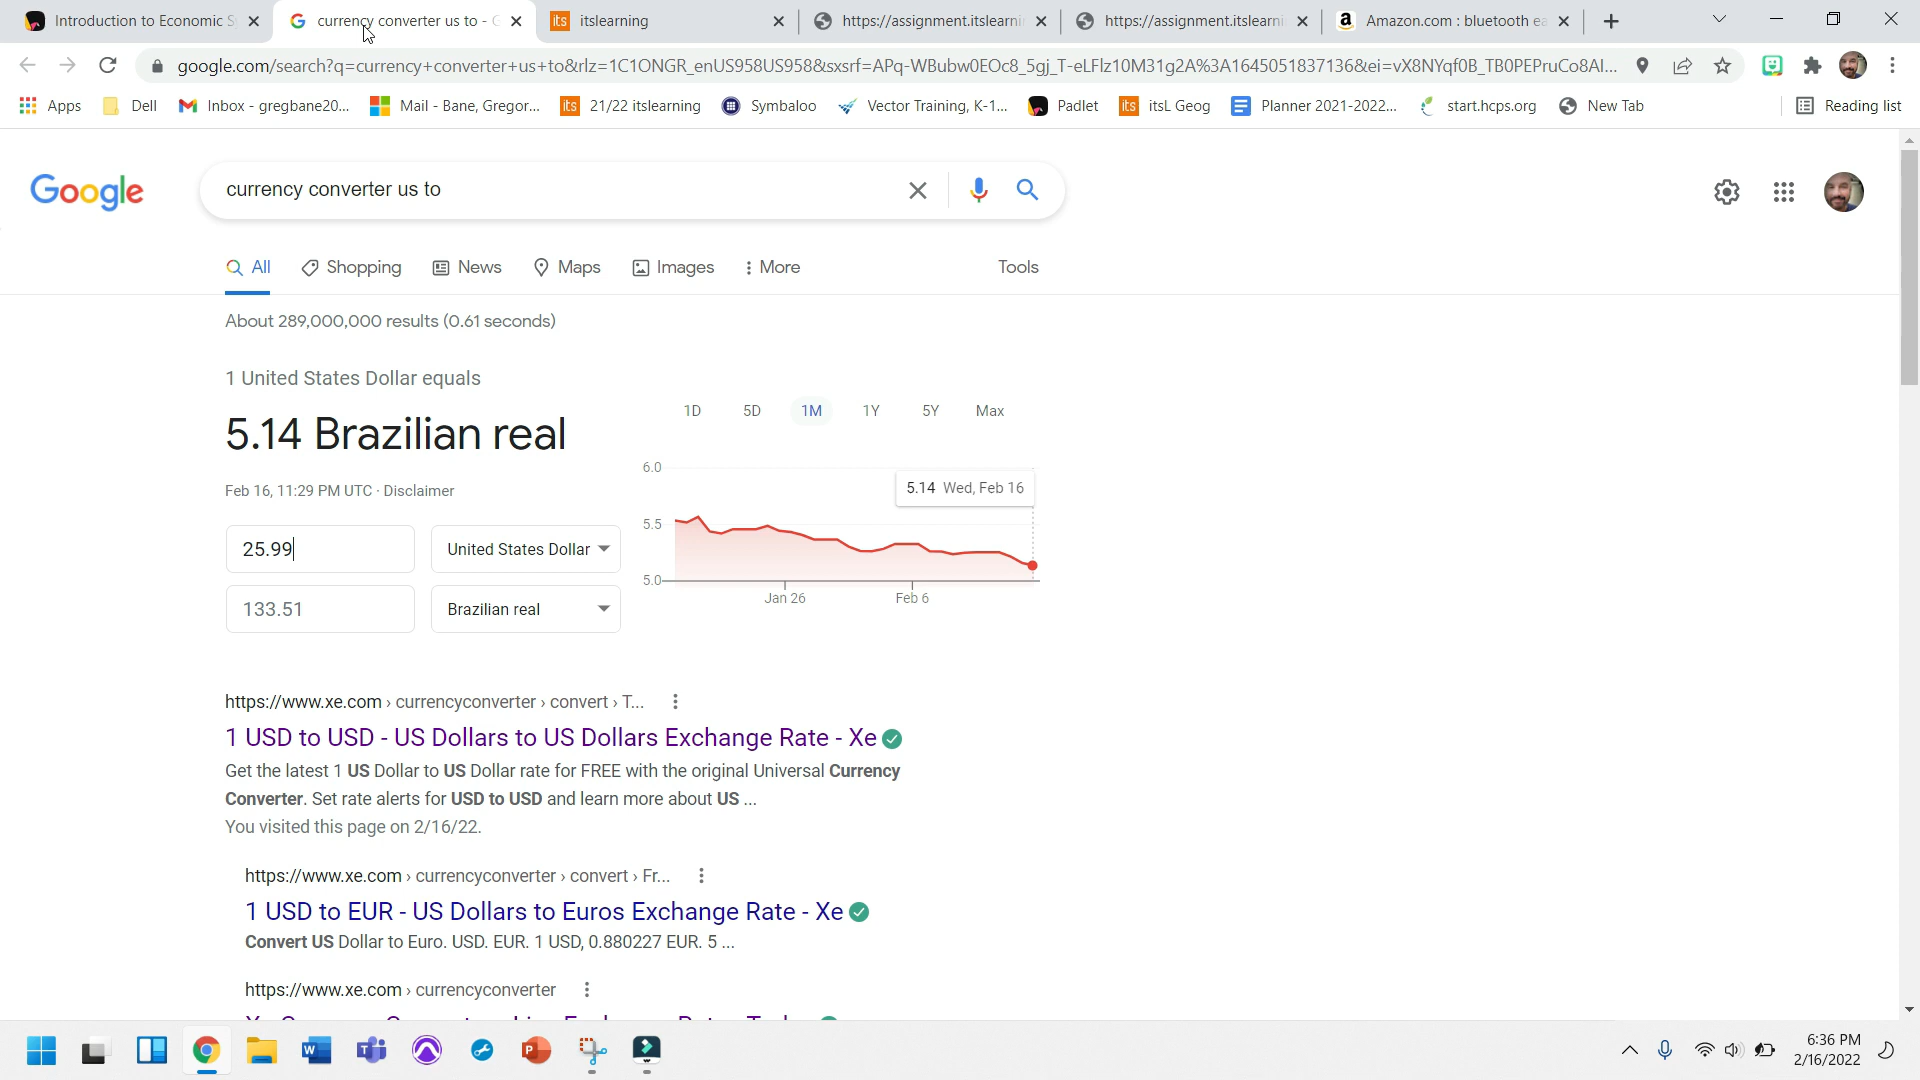 Introduction to Economic S
currency converter us to - G
its itslearning
https://assignment.itslearni
https://assignment.itslearni
a Amazon.com : bluetooth ea
google.com/search?q=currency+converter+us+to&rlz=1C1ONGR_enUS958US958&sxsrf=APq-WBubw0EOc8_5gj_T-eLFlz10M31g2A%3A1645051837136&ei=vX8NYqf0B_TB0PEPruCo8AI...
Apps
Dell
Inbox - gregbane20...
Mail - Bane, Gregor...
its 21/22 itslearning
Symbaloo
Vector Training, K-1...
Padlet
its itsL Geog
Planner 2021-2022...
start.hcps.org
New Tab
Reading list
Google
currency converter us to
All
Shopping
News
Maps
Images
More
Tools
About 289,000,000 results (0.61 seconds)
1 United States Dollar equals
5.14 Brazilian real
Feb 16, 11:29 PM UTC · Disclaimer
25.99
United States Dollar
133.51
Brazilian real
1D 5D 1M 1Y 5Y Max
6.0
5.14 Wed, Feb 16
5.5
5.0
Jan 26
Feb 6
https://www.xe.com › currencyconverter › convert › T...
1 USD to USD - US Dollars to US Dollars Exchange Rate - Xe
Get the latest 1 US Dollar to US Dollar rate for FREE with the original Universal Currency
Converter. Set rate alerts for USD to USD and learn more about US ...
You visited this page on 2/16/22.
https://www.xe.com › currencyconverter › convert › Fr...
1 USD to EUR - US Dollars to Euros Exchange Rate - Xe
Convert US Dollar to Euro. USD. EUR. 1 USD, 0.880227 EUR. 5 ...
https://www.xe.com › currencyconverter
6:36 PM
2/16/2022